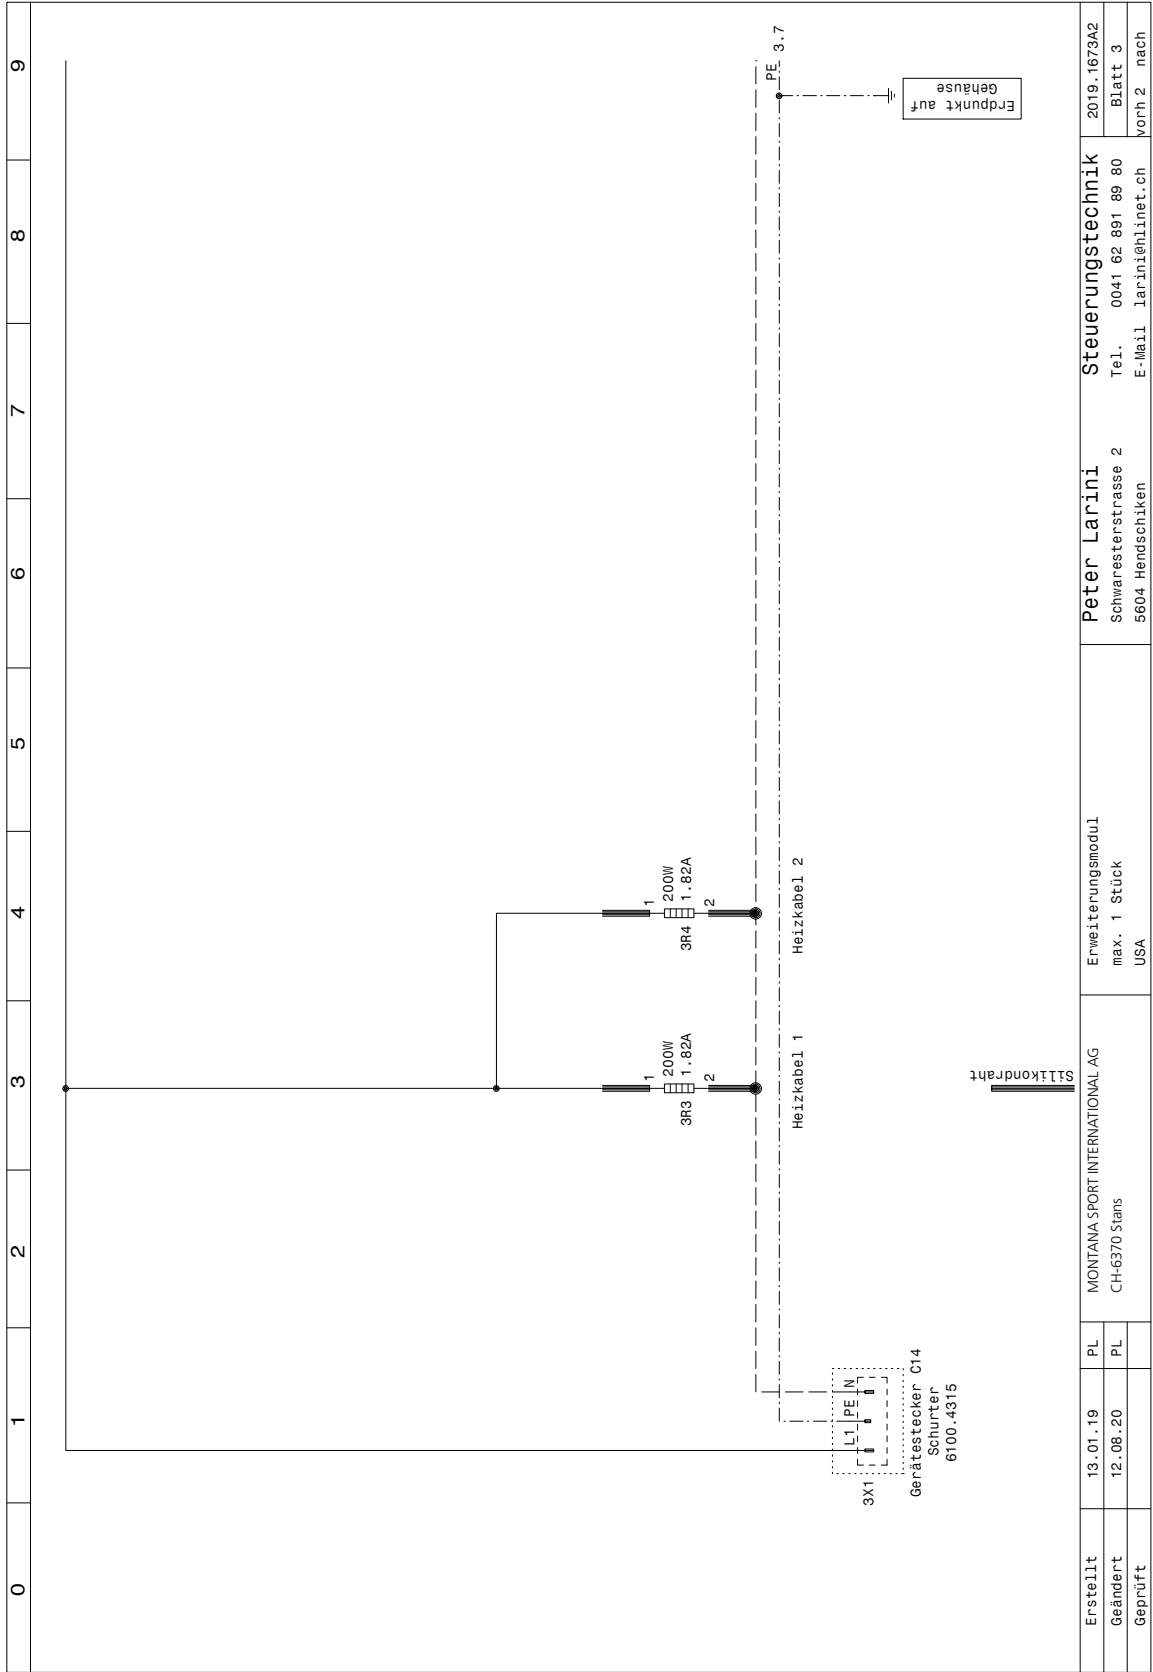 0 1 2 3 4 5 6 7 8 9
1
200W
3R3
1.82A
2
1
200W
3R4
1.82A
2
PE 3.7
Heizkabel 1
Heizkabel 2
L1 PE N
3X1
Gerätestecker C14
Schurter
6100.4315
Erdpunkt auf
Gehäuse
Silikondraht
Erstellt 13.01.19 PL
Geändert 12.08.20 PL
Geprüft
MONTANA SPORT INTERNATIONAL AG
CH-6370 Stans
Erweiterungsmodul
max. 1 Stück
USA
Peter Larini Steuerungstechnik
Schwaresterstrasse 2 Tel. 0041 62 891 89 80
5604 Hendschiken E-Mail larini@hlinet.ch
2019.1673A2
Blatt 3
vorh 2 nach